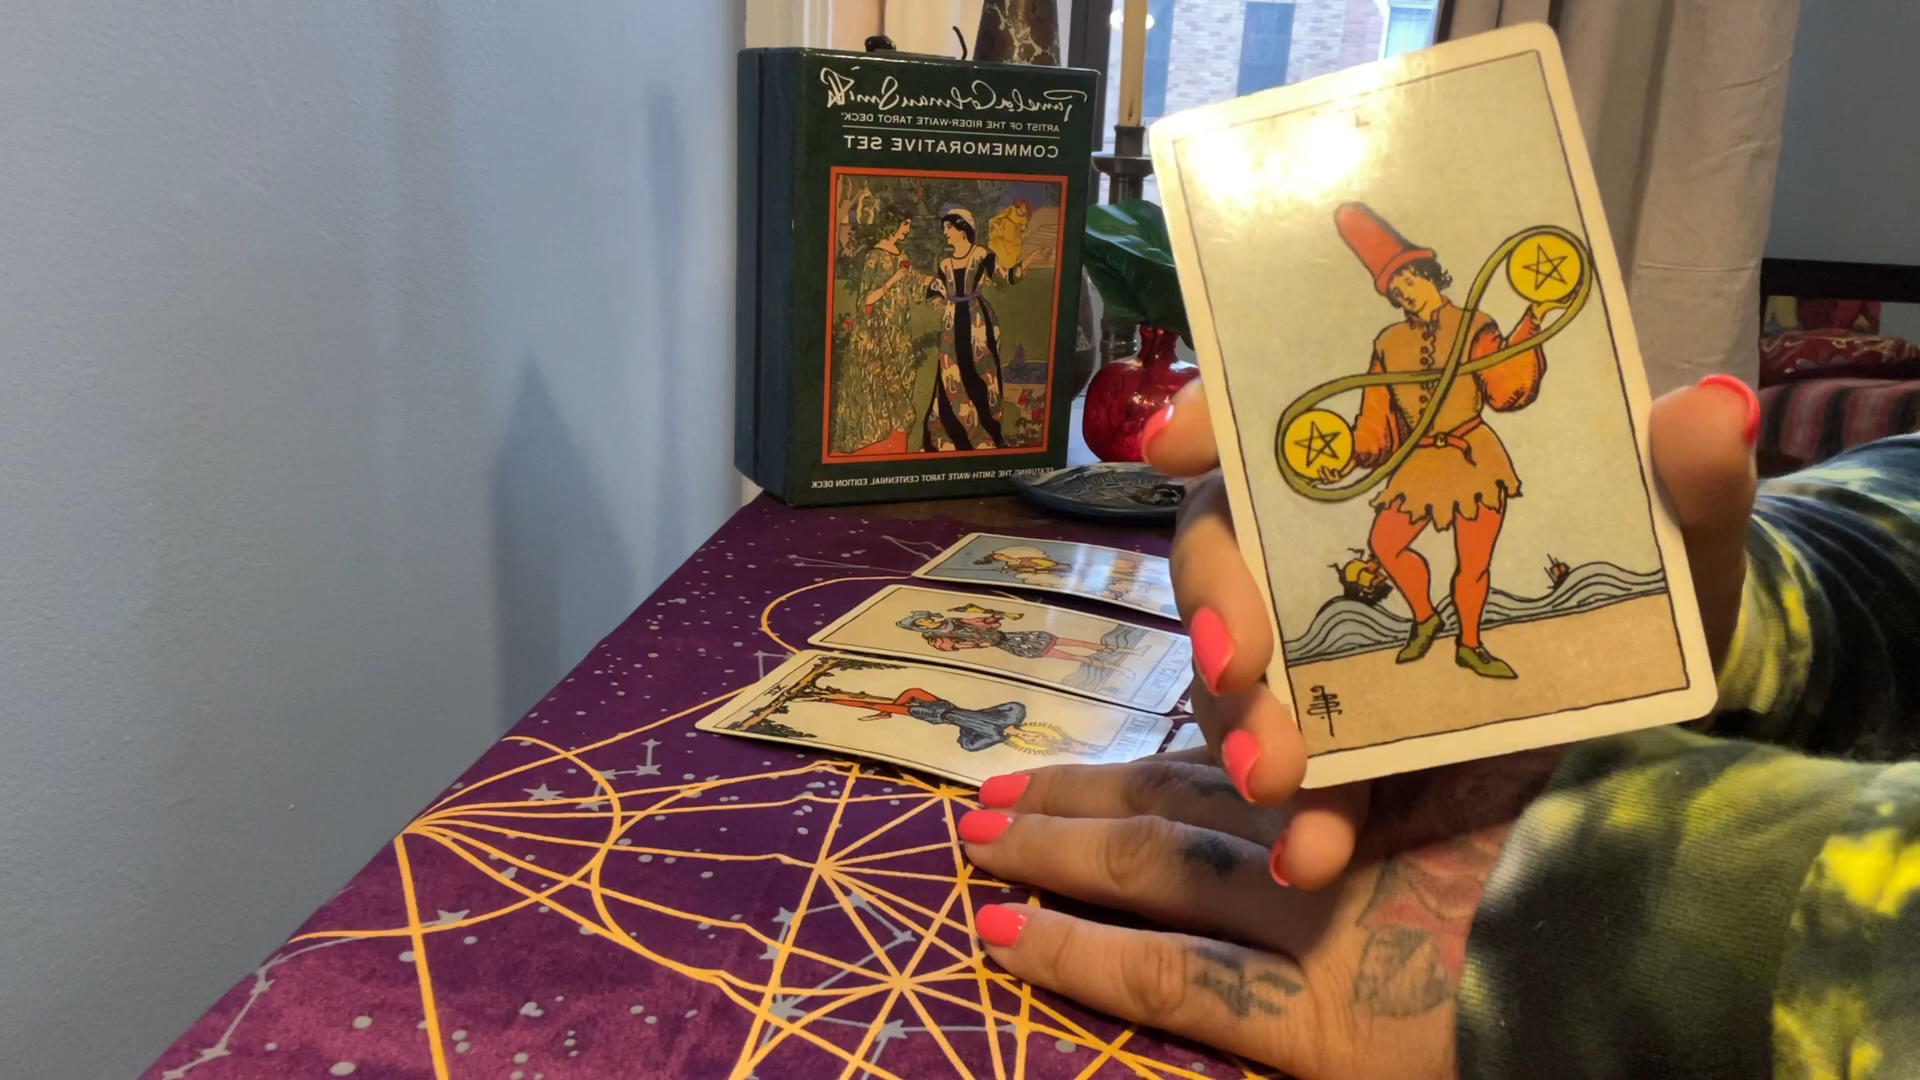 Pamela Colman Smith
ARTIST OF THE RIDER-WAITE TAROT DECK
COMMEMORATIVE SET
FEATURING THE SMITH-WAITE TAROT CENTENNIAL EDITION DECK
XII